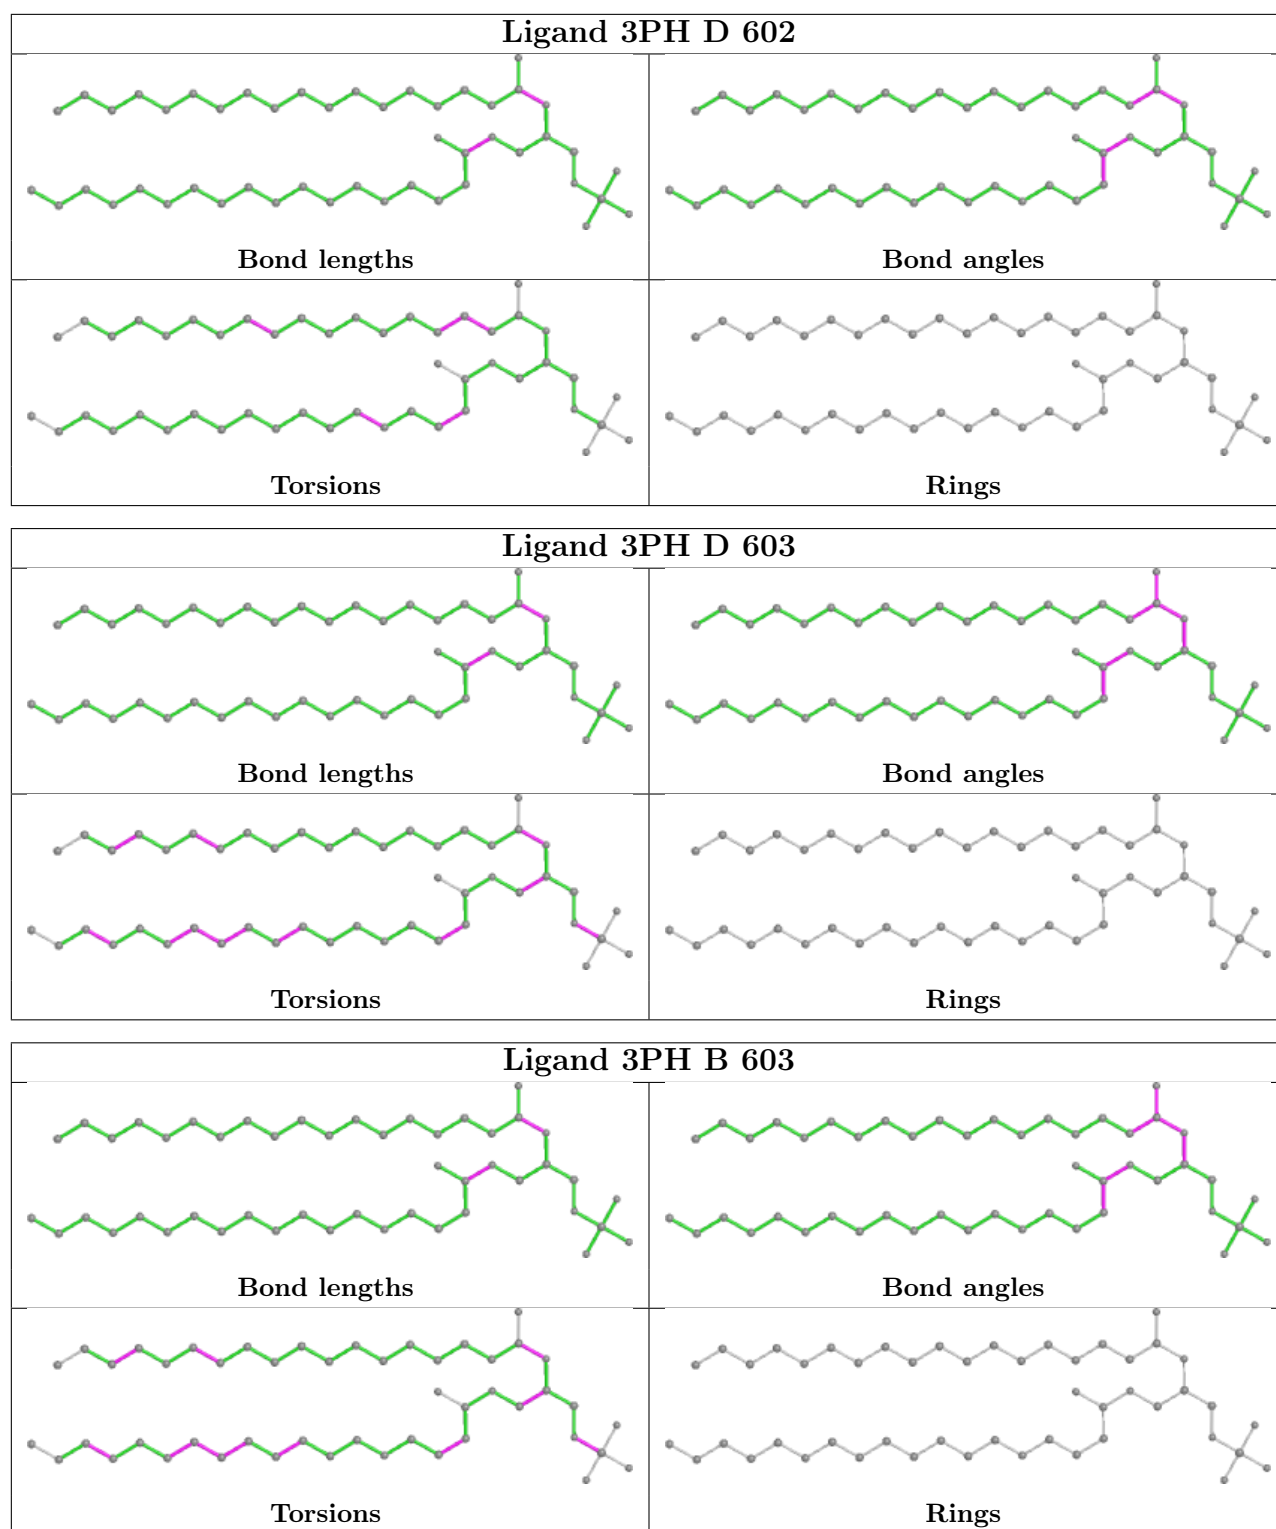 Ligand 3PH D 602
Bond lengths
Bond angles
Torsions
Rings
Ligand 3PH D 603
Bond lengths
Bond angles
Torsions
Rings
Ligand 3PH B 603
Bond lengths
Bond angles
Torsions
Rings